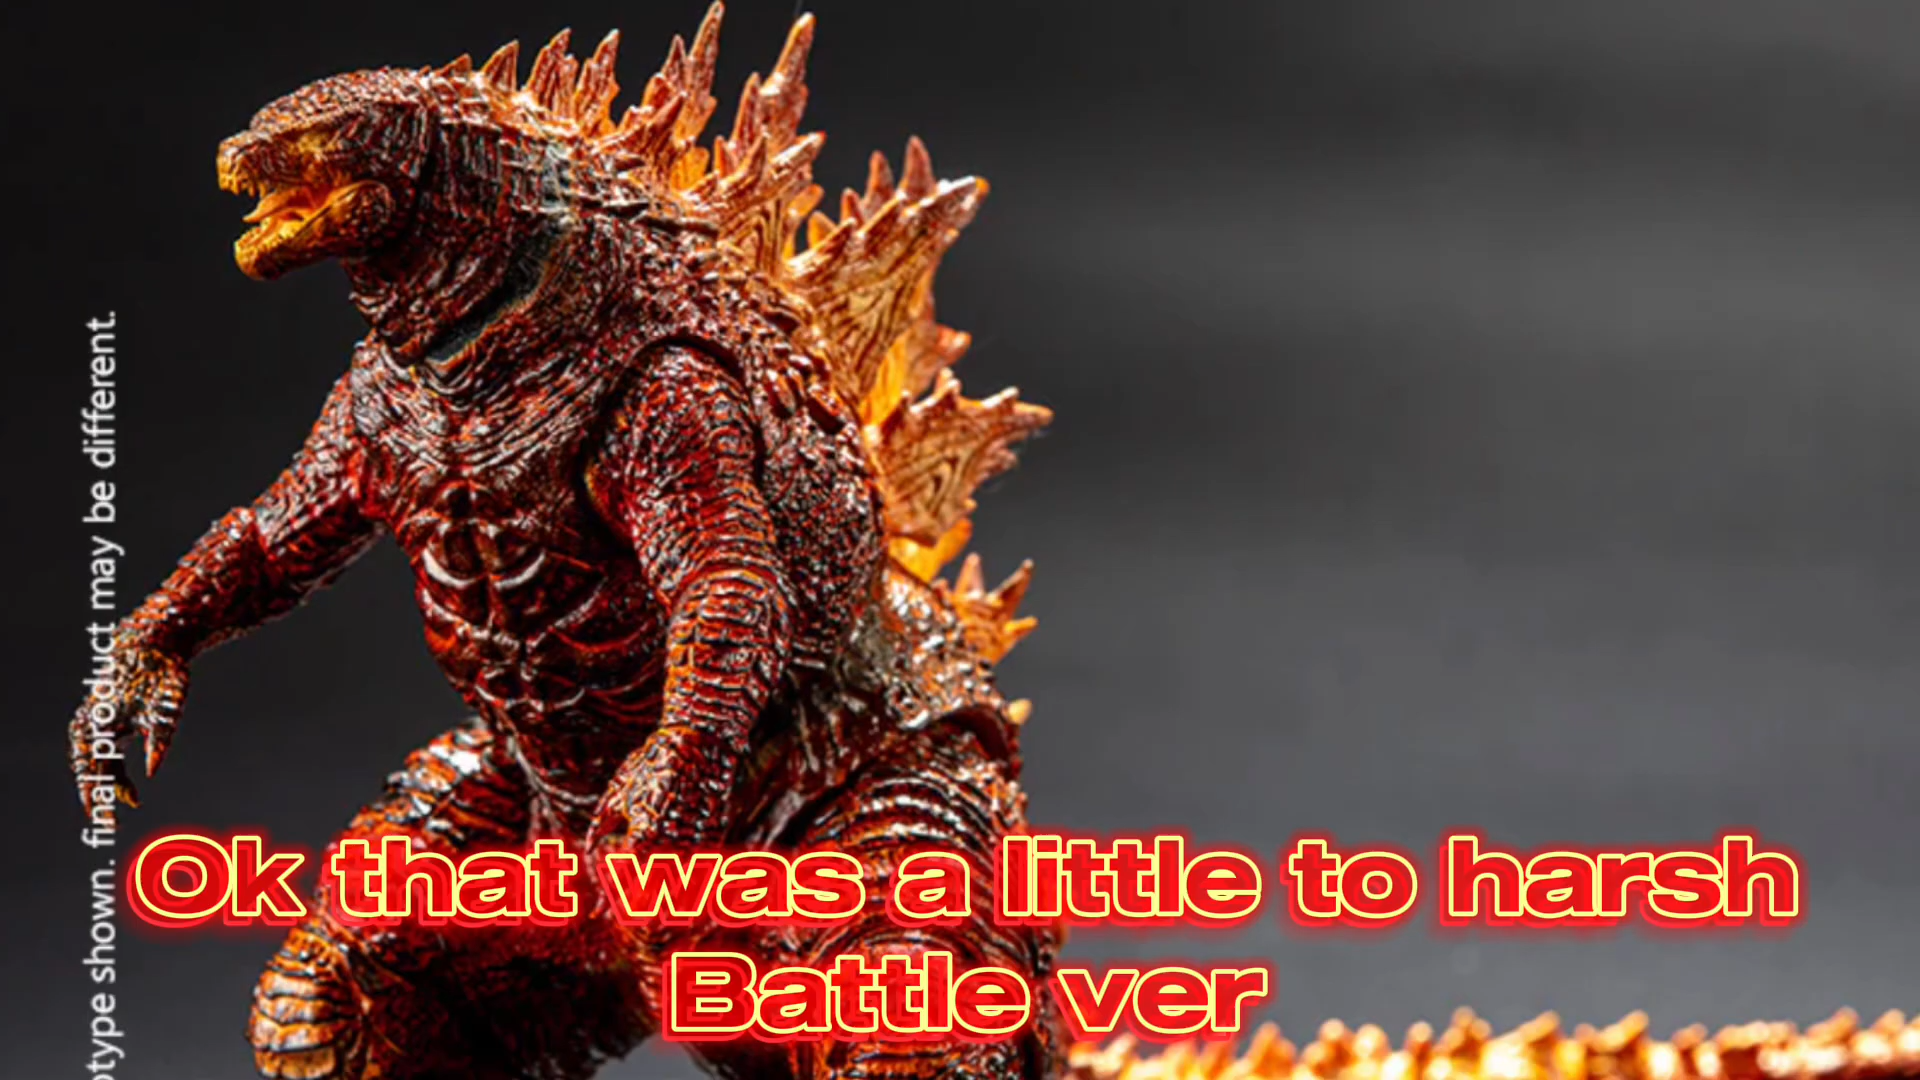 otype shown. final product may be different.
Ok that was a little to harsh
Battle ver